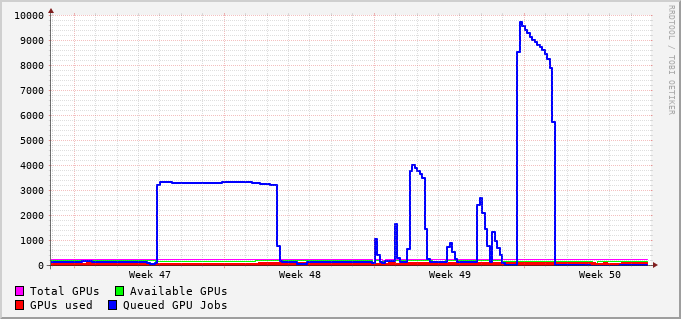 10000
9000
8000
7000
6000
5000
4000
3000
2000
1000
0
Week 47 Week 48 Week 49 Week 50
Total GPUs Available GPUs
GPUs used Queued GPU Jobs
RRDTOOL / TOBI OETIKER